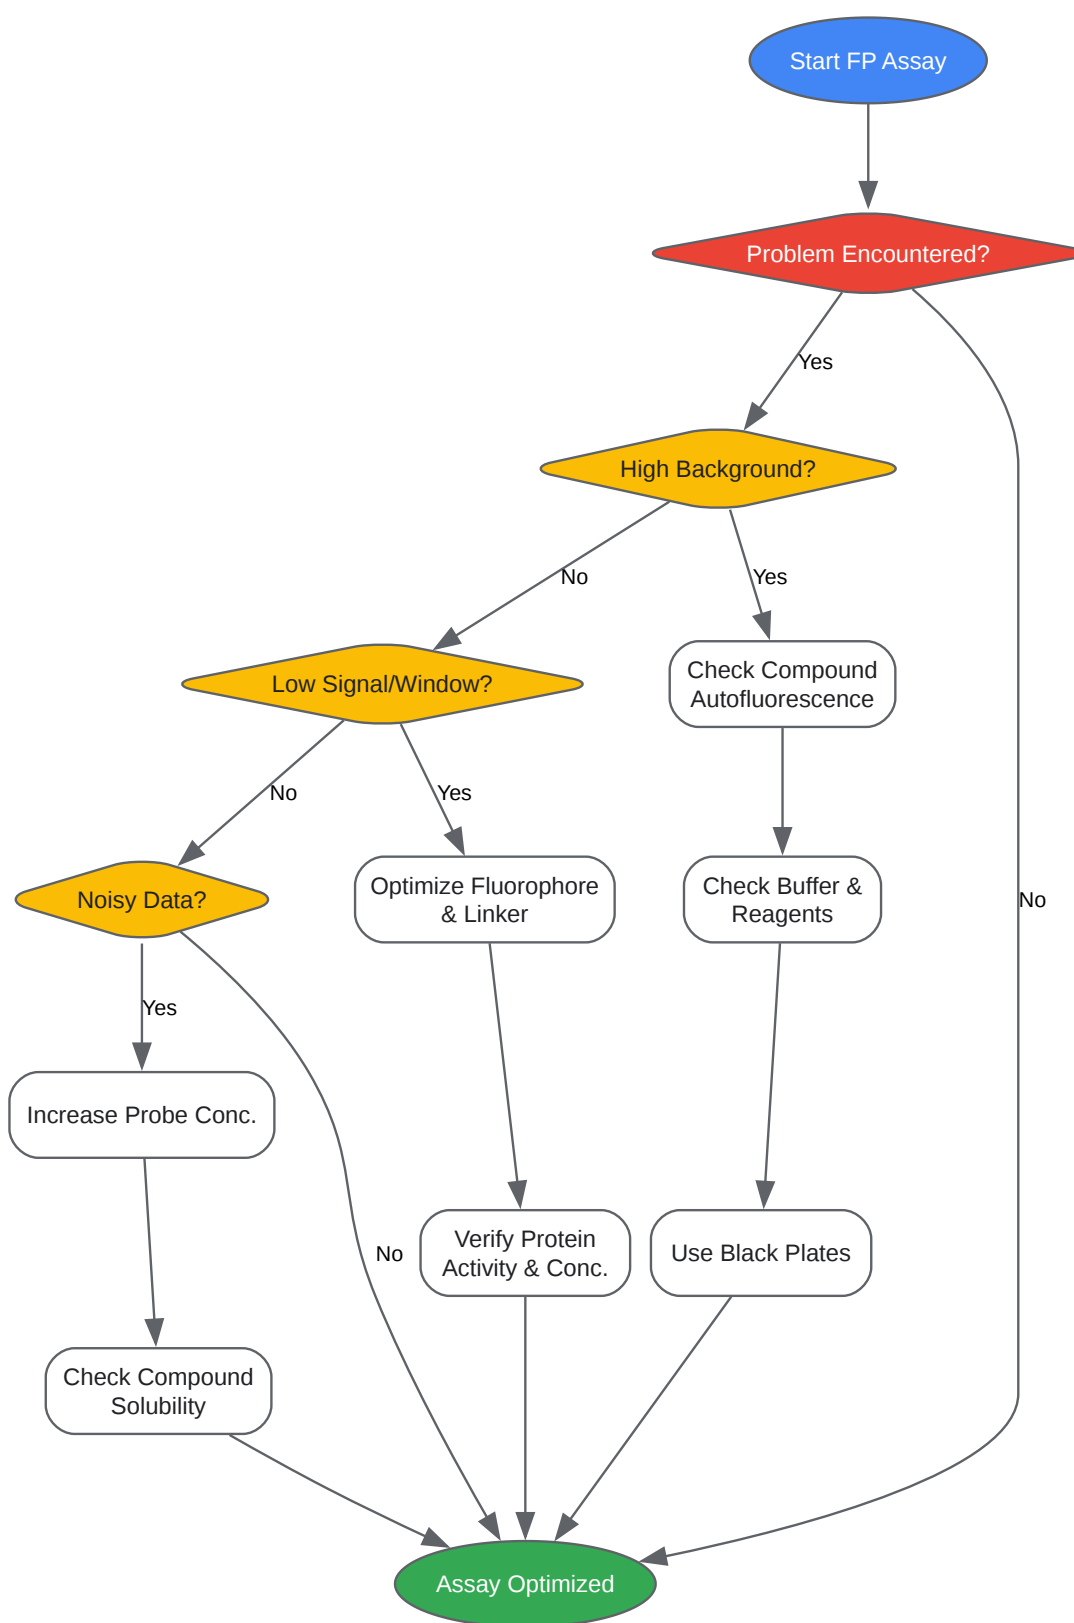 Start FP Assay
Problem Encountered?
Yes
High Background?
No
Yes
Check Compound
Autofluorescence
Low Signal/Window?
No
Yes
Noisy Data?
Optimize Fluorophore
& Linker
Check Buffer &
Reagents
No
Yes
Increase Probe Conc.
Verify Protein
Activity & Conc.
Use Black Plates
No
Check Compound
Solubility
Assay Optimized